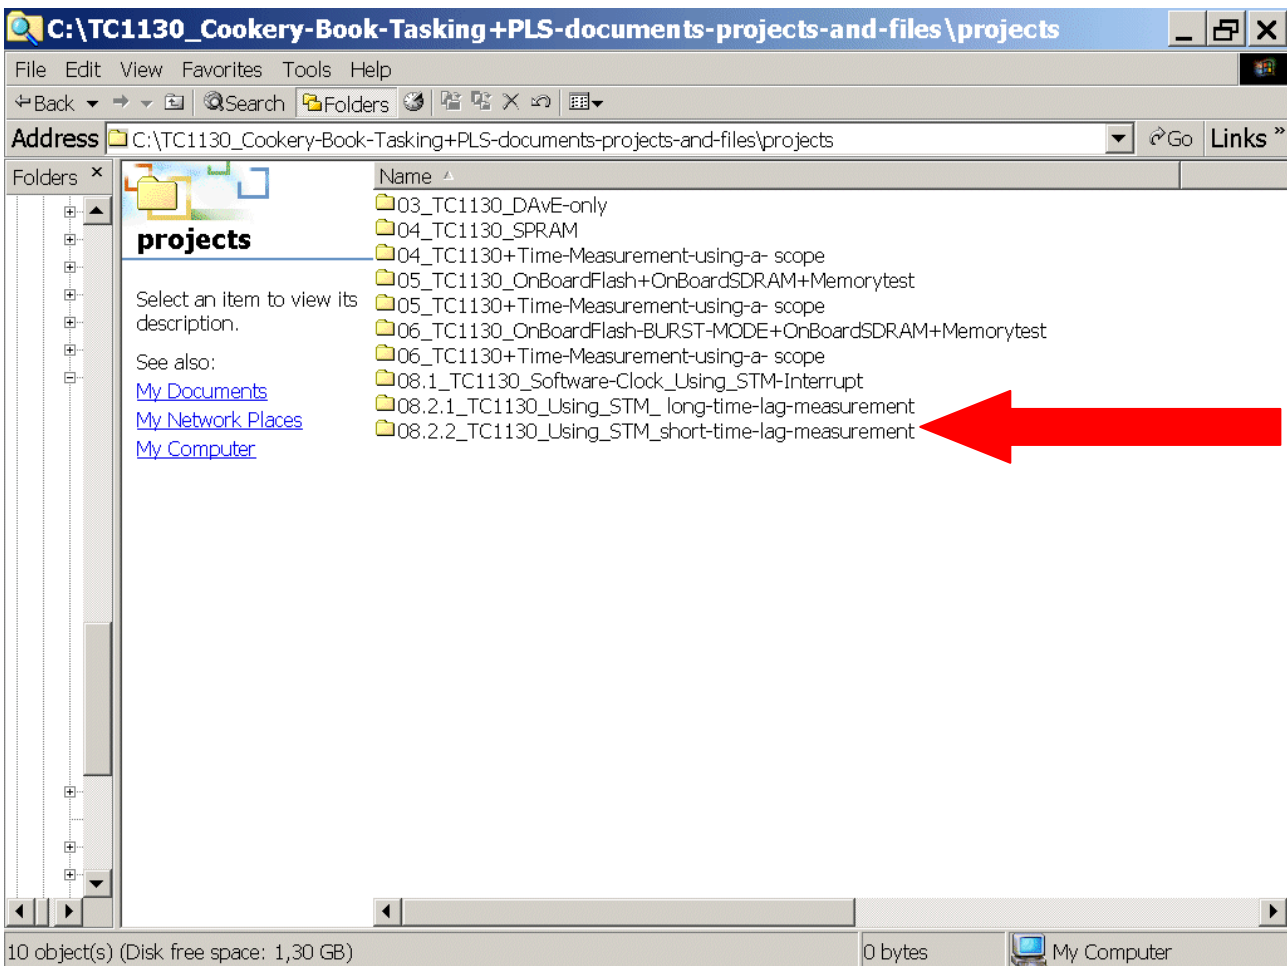 C:\TC1130_Cookery-Book-Tasking+PLS-documents-projects-and-files\projects
File Edit View Favorites Tools Help
Back Search Folders
Address C:\TC1130_Cookery-Book-Tasking+PLS-documents-projects-and-files\projects Go Links »
Folders × Name
projects
Select an item to view its
description.
See also:
My Documents
My Network Places
My Computer
03_TC1130_DAvE-only
04_TC1130_SPRAM
04_TC1130+Time-Measurement-using-a- scope
05_TC1130_OnBoardFlash+OnBoardSDRAM+Memorytest
05_TC1130+Time-Measurement-using-a- scope
06_TC1130_OnBoardFlash-BURST-MODE+OnBoardSDRAM+Memorytest
06_TC1130+Time-Measurement-using-a- scope
08.1_TC1130_Software-Clock_Using_STM-Interrupt
08.2.1_TC1130_Using_STM_ long-time-lag-measurement
08.2.2_TC1130_Using_STM_short-time-lag-measurement
10 object(s) (Disk free space: 1,30 GB) 0 bytes My Computer